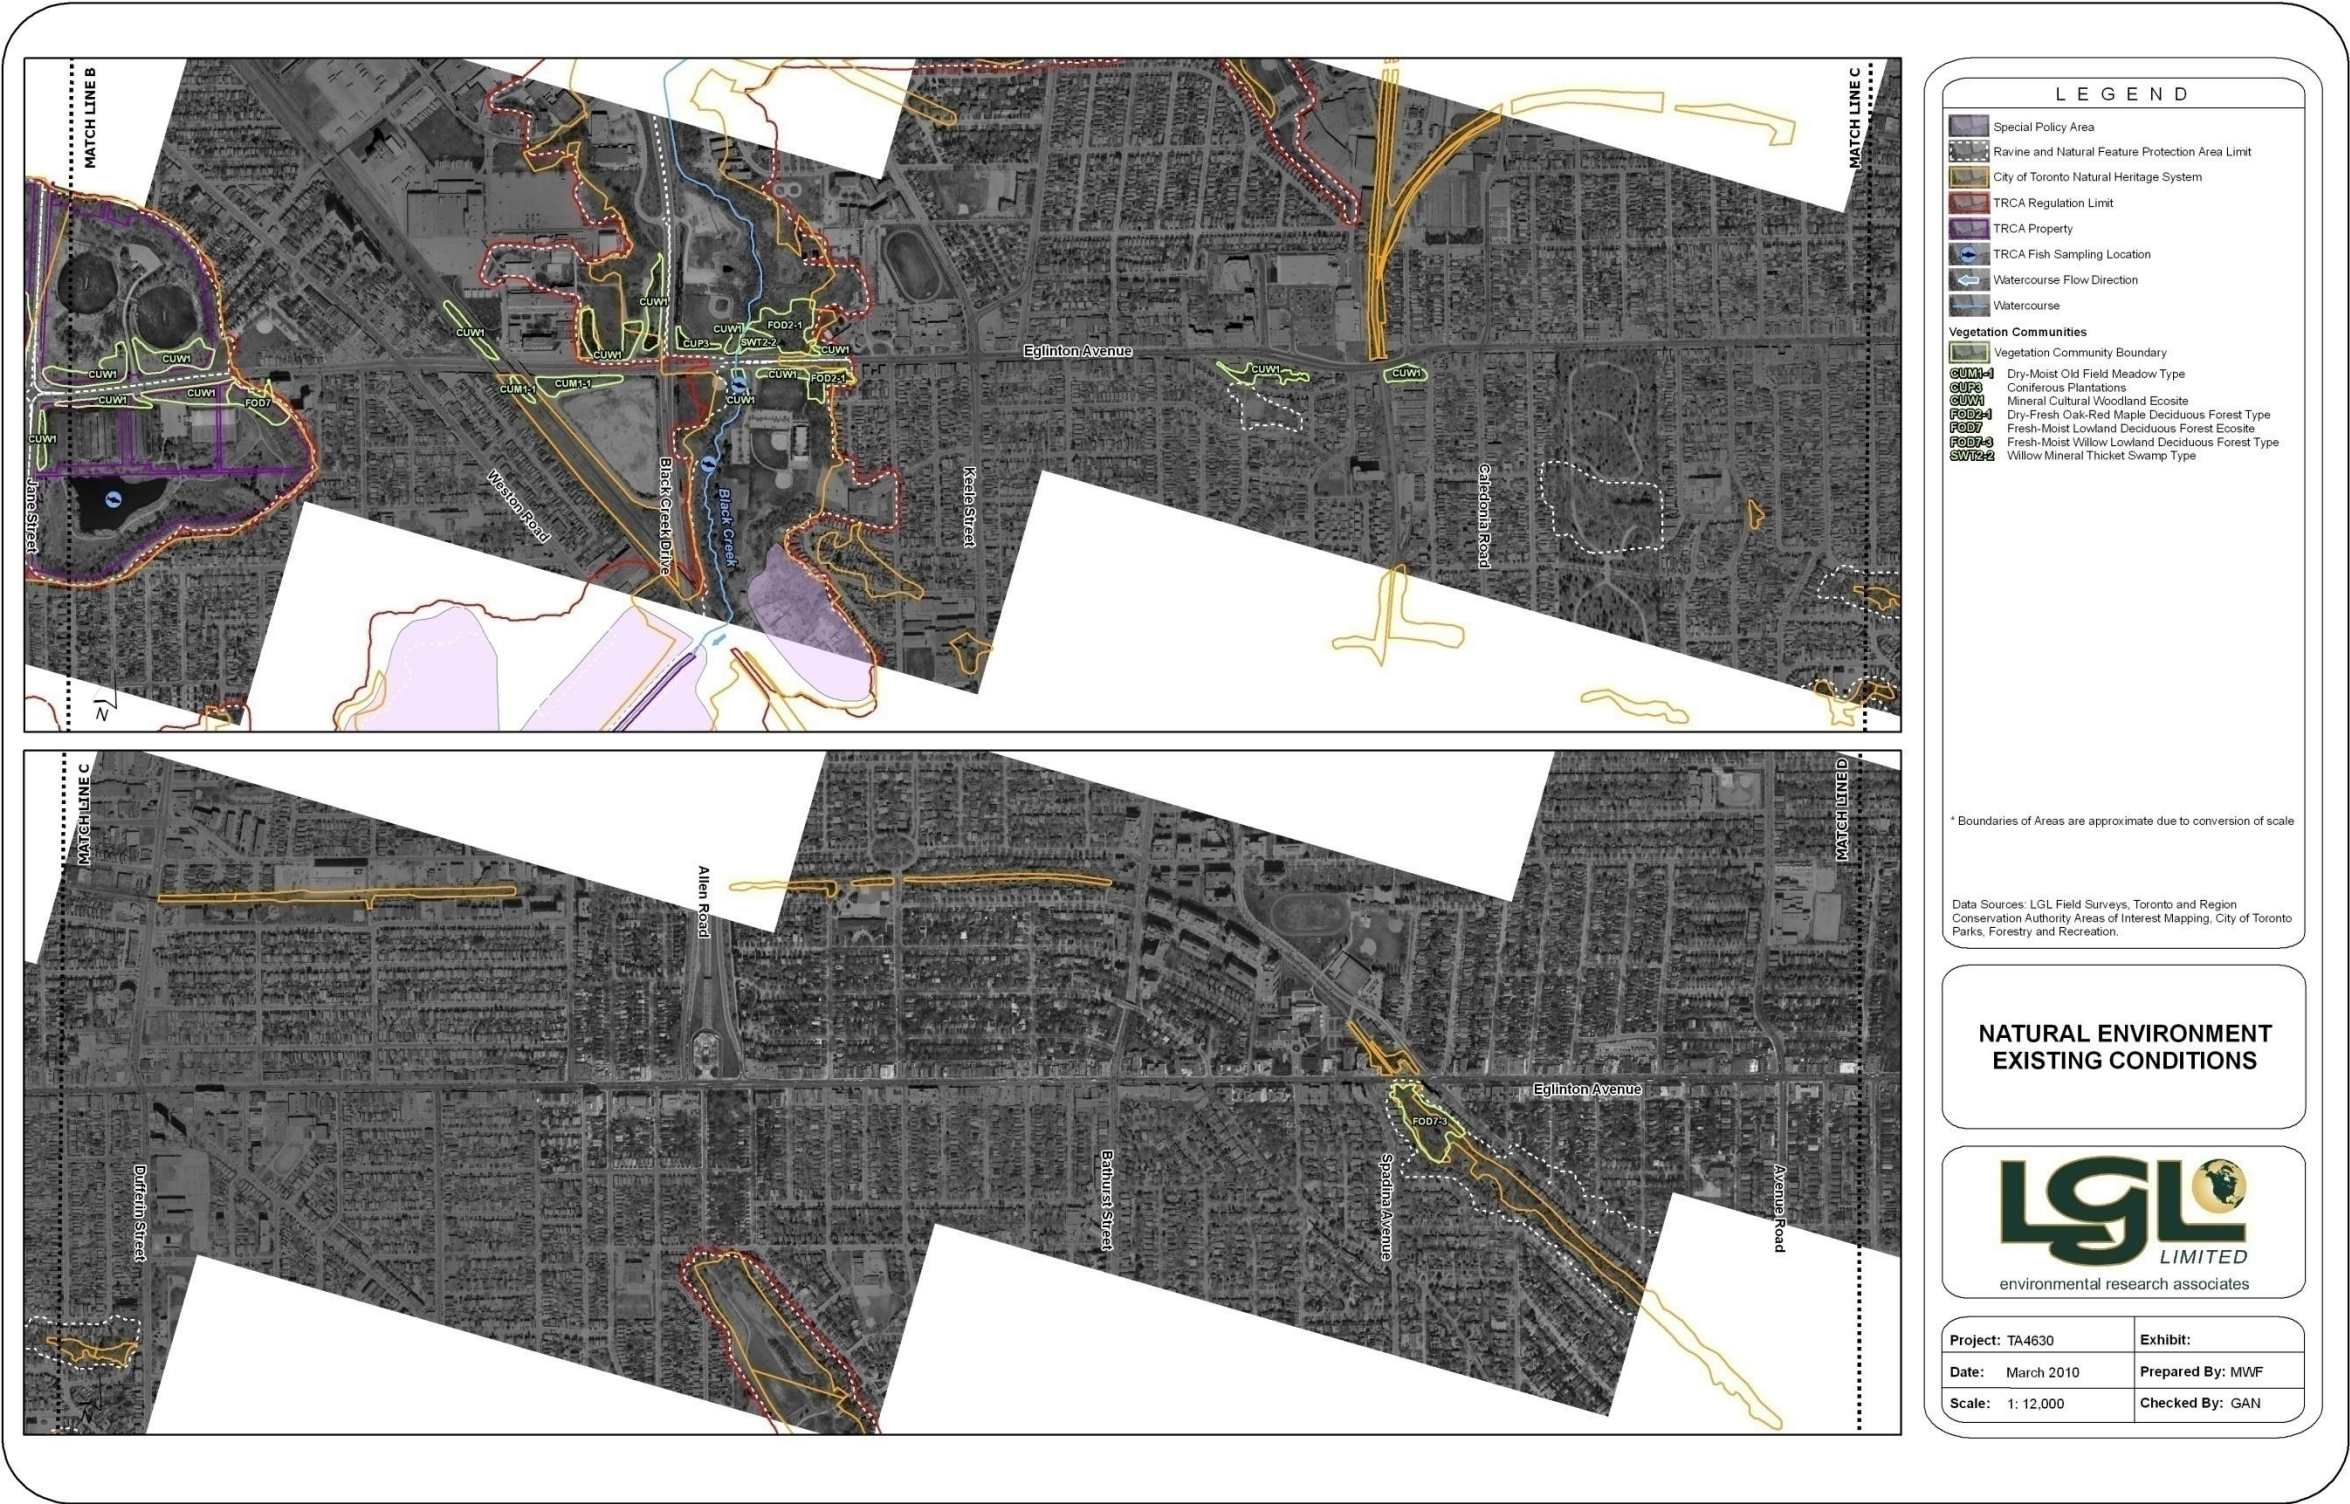 MATCH LINE B
MATCH LINE C
CUW1
CUW1
CUW1
CUW1
FOD7
CUW1
CUW1
CUM1-1
CUM1-1
CUW1
CUW1
CUP3
CUW1
FOD2-1
SWT2-2
CUW1
CUW1
FOD2-1
CUW1
CUW1
CUW1
Eglinton Avenue
Jane Street
Weston Road
Black Creek Drive
Black Creek
Keele Street
Caledonia Road
N
MATCH LINE C
MATCH LINE D
Allen Road
Eglinton Avenue
FOD7-3
Dufferin Street
Bathurst Street
Spadina Avenue
Avenue Road
N
LEGEND
Special Policy Area
Ravine and Natural Feature Protection Area Limit
City of Toronto Natural Heritage System
TRCA Regulation Limit
TRCA Property
TRCA Fish Sampling Location
Watercourse Flow Direction
Watercourse
Vegetation Communities
Vegetation Community Boundary
CUM1-1 Dry-Moist Old Field Meadow Type
CUP3 Coniferous Plantations
CUW1 Mineral Cultural Woodland Ecosite
FOD2-1 Dry-Fresh Oak-Red Maple Deciduous Forest Type
FOD7 Fresh-Moist Lowland Deciduous Forest Ecosite
FOD7-3 Fresh-Moist Willow Lowland Deciduous Forest Type
SWT2-2 Willow Mineral Thicket Swamp Type
* Boundaries of Areas are approximate due to conversion of scale
Data Sources: LGL Field Surveys, Toronto and Region
Conservation Authority Areas of Interest Mapping, City of Toronto
Parks, Forestry and Recreation.
NATURAL ENVIRONMENT
EXISTING CONDITIONS
LGL
LIMITED
environmental research associates
Project: TA4630 Exhibit:
Date: March 2010 Prepared By: MWF
Scale: 1: 12,000 Checked By: GAN